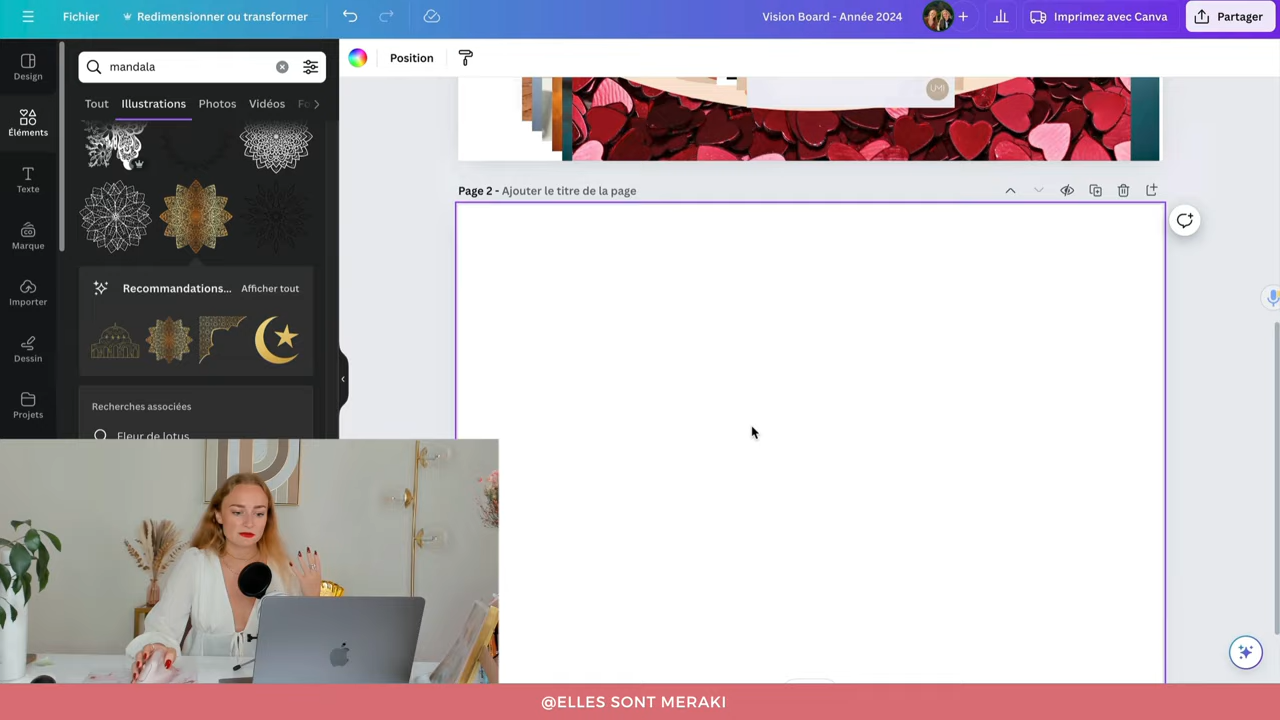 Fichier
Redimensionner ou transformer
Vision Board - Année 2024
Imprimez avec Canva
Partager
Design
Éléments
Texte
Marque
Importer
Dessin
Projets
mandala
Tout
Illustrations
Photos
Vidéos
Fo
Recommandations...
Afficher tout
Recherches associées
Fleur de lotus
Position
UMI
Page 2 - Ajouter le titre de la page
@ELLES SONT MERAKI